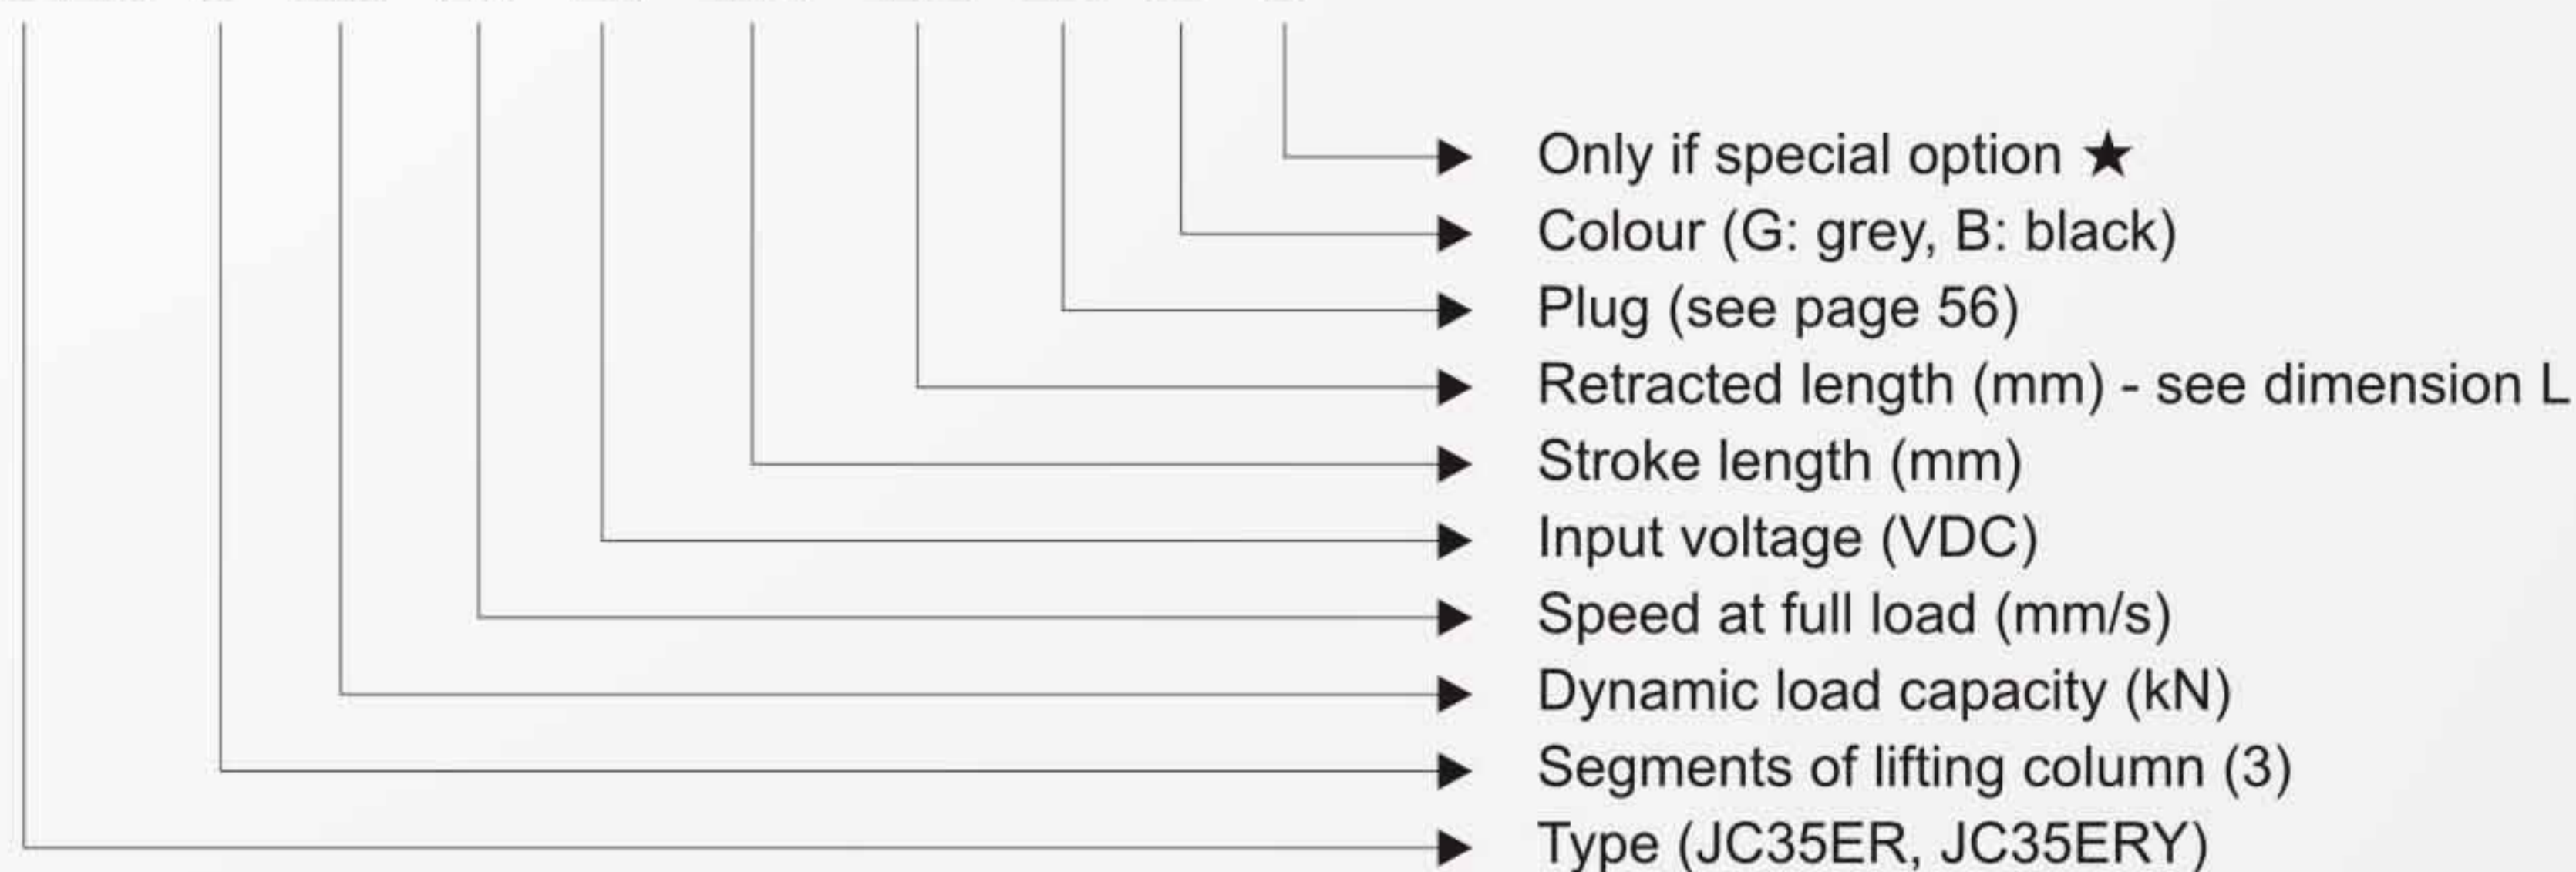 Only if special option ★
Colour (G: grey, B: black)
Plug (see page 56)
Retracted length (mm) - see dimension L
Stroke length (mm)
Input voltage (VDC)
Speed at full load (mm/s)
Dynamic load capacity (kN)
Segments of lifting column (3)
Type (JC35ER, JC35ERY)